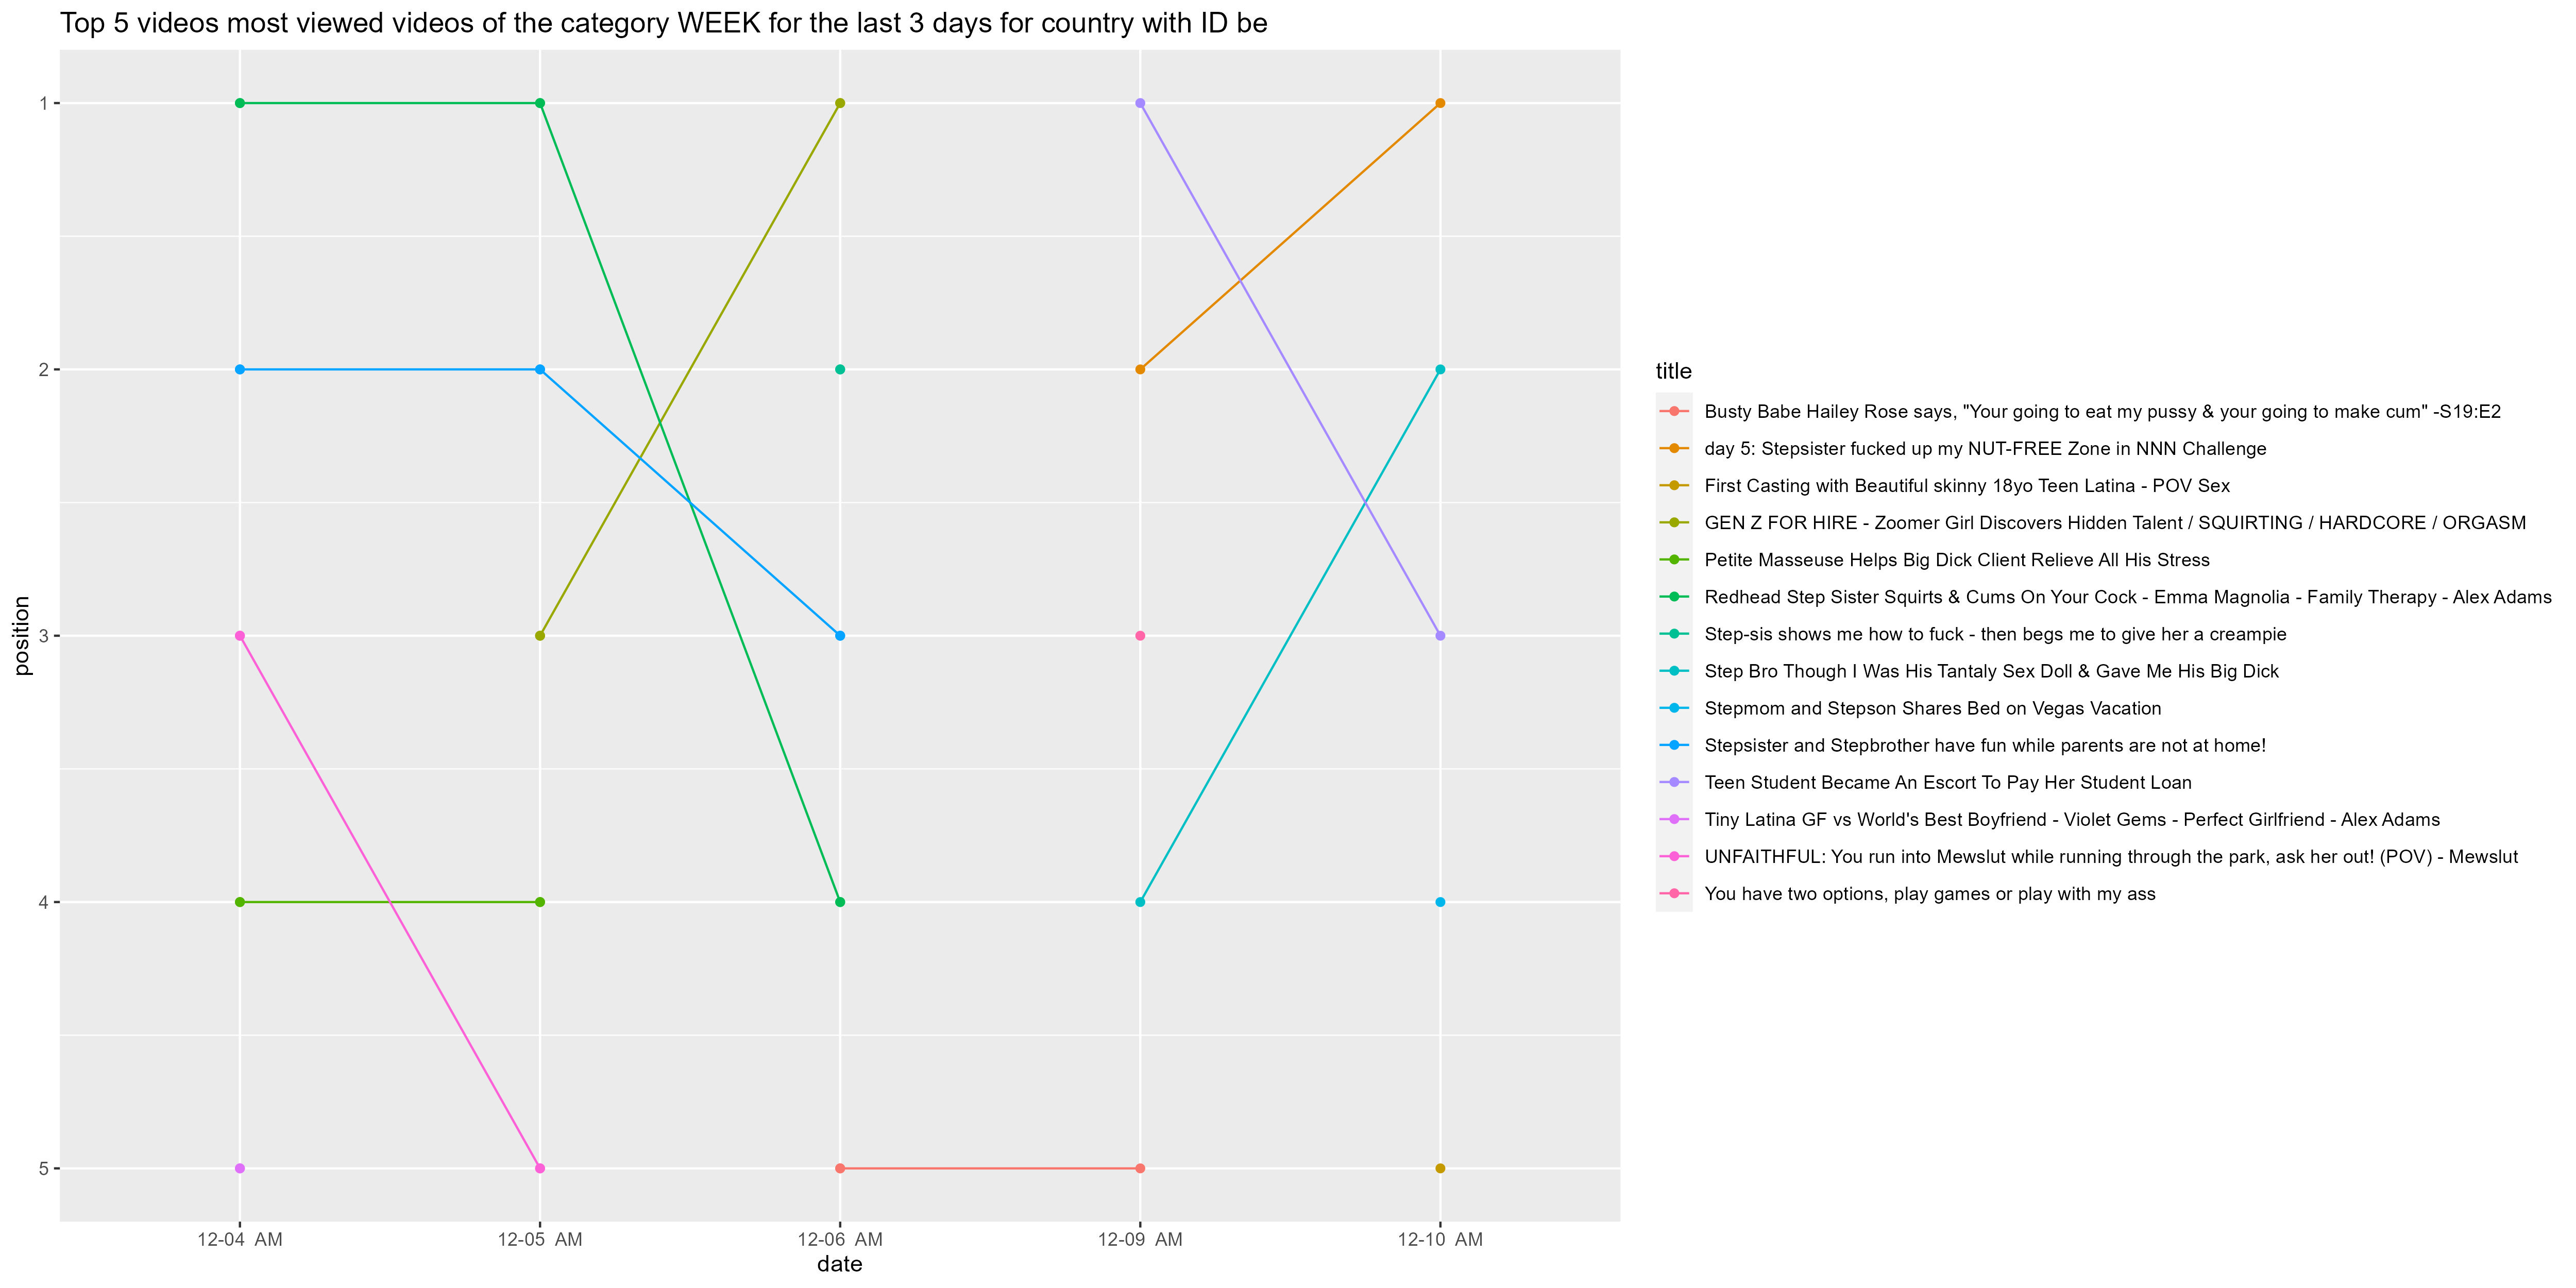 Top 5 videos most viewed videos of the category WEEK for the last 3 days for country with ID be
1
2
3
4
5
position
12-04 AM
12-05 AM
12-06 AM
12-09 AM
12-10 AM
date
title
Busty Babe Hailey Rose says, "Your going to eat my pussy & your going to make cum" -S19:E2
day 5: Stepsister fucked up my NUT-FREE Zone in NNN Challenge
First Casting with Beautiful skinny 18yo Teen Latina - POV Sex
GEN Z FOR HIRE - Zoomer Girl Discovers Hidden Talent / SQUIRTING / HARDCORE / ORGASM
Petite Masseuse Helps Big Dick Client Relieve All His Stress
Redhead Step Sister Squirts & Cums On Your Cock - Emma Magnolia - Family Therapy - Alex Adams
Step-sis shows me how to fuck - then begs me to give her a creampie
Step Bro Though I Was His Tantaly Sex Doll & Gave Me His Big Dick
Stepmom and Stepson Shares Bed on Vegas Vacation
Stepsister and Stepbrother have fun while parents are not at home!
Teen Student Became An Escort To Pay Her Student Loan
Tiny Latina GF vs World's Best Boyfriend - Violet Gems - Perfect Girlfriend - Alex Adams
UNFAITHFUL: You run into Mewslut while running through the park, ask her out! (POV) - Mewslut
You have two options, play games or play with my ass